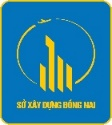 SỞ XÂY DỰNG ĐỒNG NAI